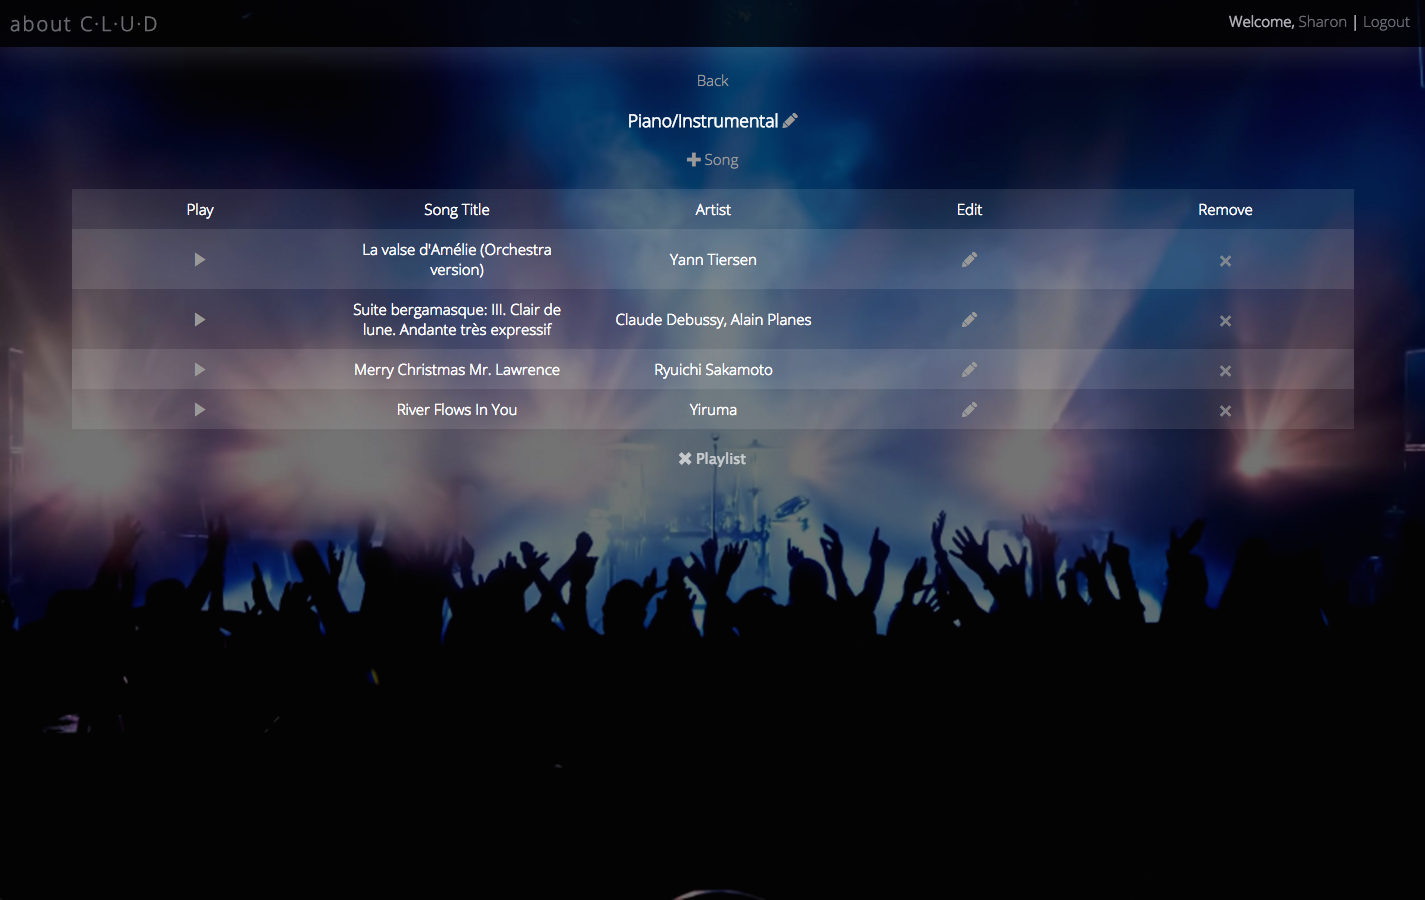 about C·L·U·D
Welcome, Sharon | Logout
Back
Piano/Instrumental
Song
Play Song Title Artist Edit Remove
La valse d'Amélie (Orchestra
version)
Yann Tiersen
Suite bergamasque: III. Clair de
lune. Andante très expressif
Claude Debussy, Alain Planes
Merry Christmas Mr. Lawrence Ryuichi Sakamoto
River Flows In You Yiruma
Playlist